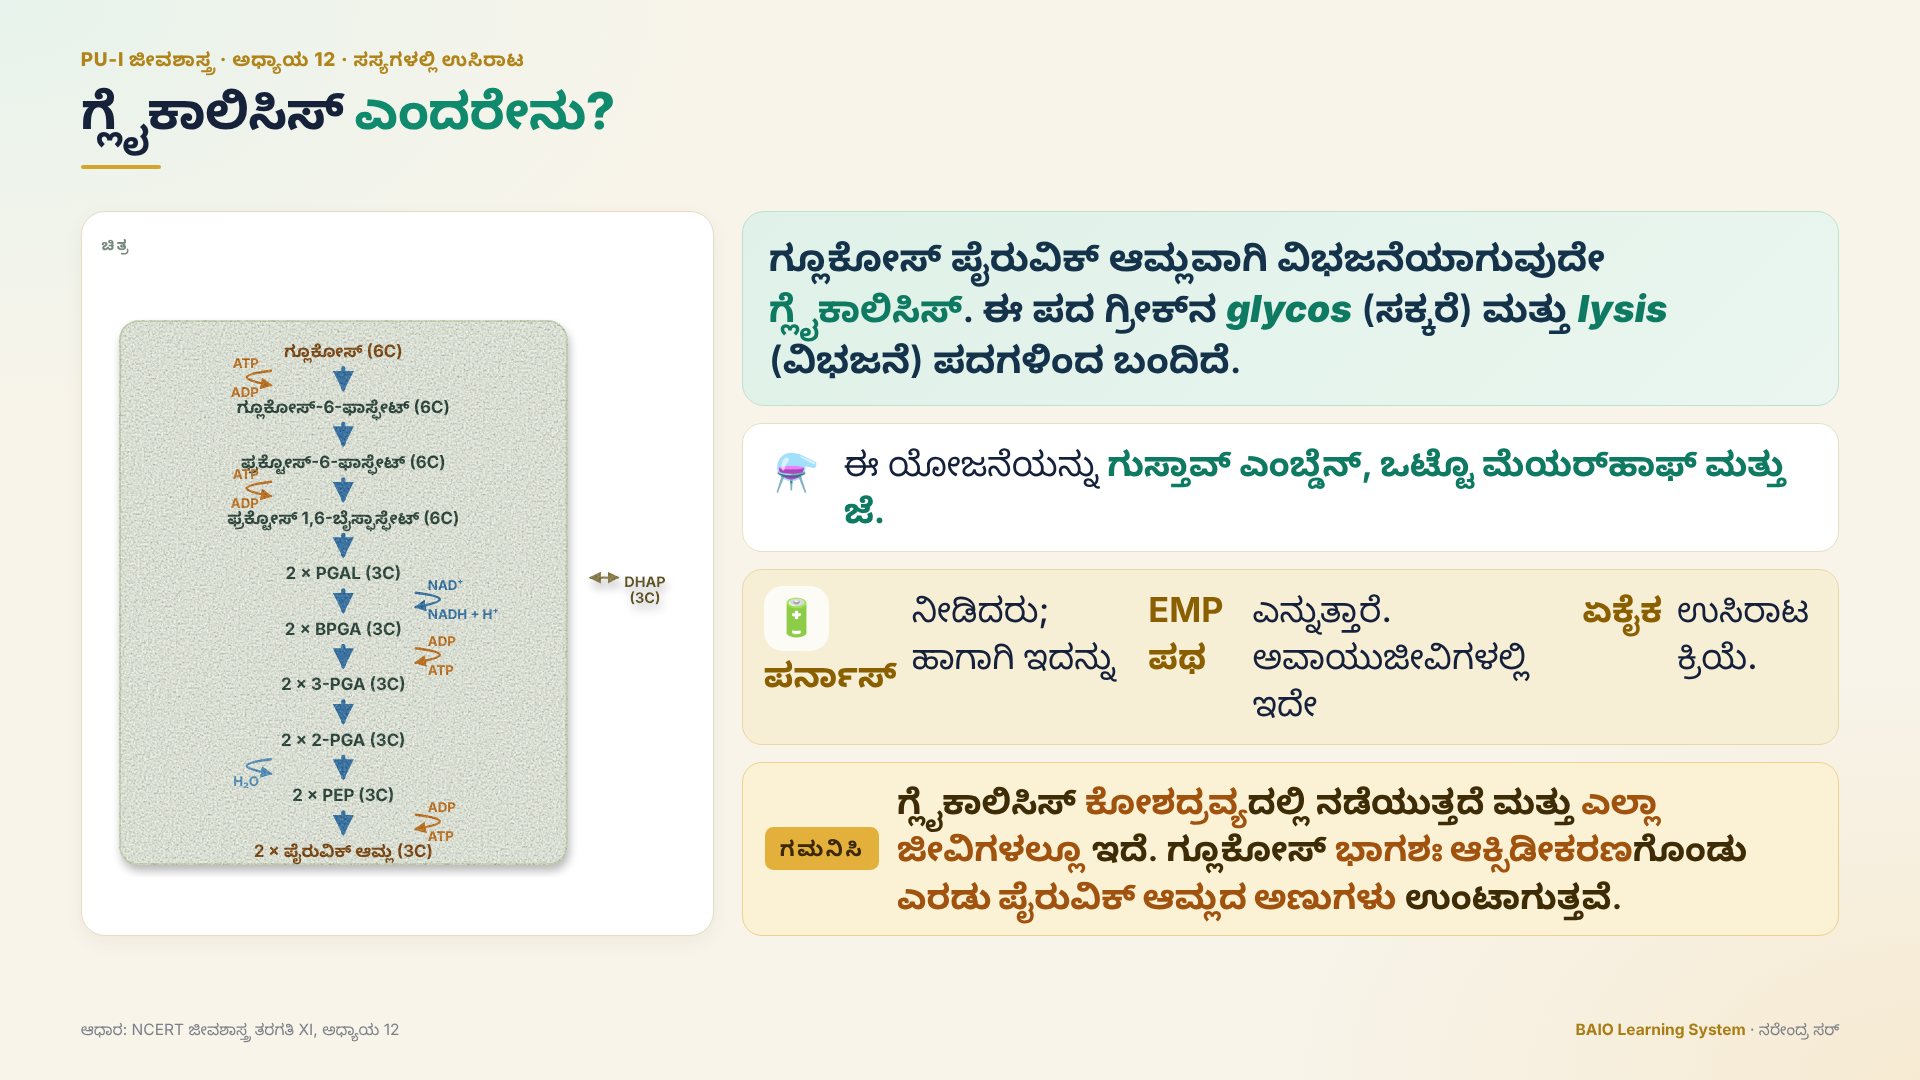 PU-I ಜೀವಶಾಸ್ತ್ರ · ಅಧ್ಯಾಯ 12 · ಸಸ್ಯಗಳಲ್ಲಿ ಉಸಿರಾಟ
ಗ್ಲೈಕಾಲಿಸಿಸ್ ಎಂದರೇನು?
ಚಿತ್ರ
ಗ್ಲೂಕೋಸ್ (6C)
ATP
ADP
ಗ್ಲೂಕೋಸ್-6-ಫಾಸ್ಫೇಟ್ (6C)
ಫ್ರಕ್ಟೋಸ್-6-ಫಾಸ್ಫೇಟ್ (6C)
ATP
ADP
ಫ್ರಕ್ಟೋಸ್ 1,6-ಬೈಸ್ಫಾಸ್ಫೇಟ್ (6C)
2 × PGAL (3C)
DHAP
(3C)
NAD⁺
NADH + H⁺
2 × BPGA (3C)
ADP
ATP
2 × 3-PGA (3C)
2 × 2-PGA (3C)
H₂O
2 × PEP (3C)
ADP
ATP
2 × ಪೈರುವಿಕ್ ಆಮ್ಲ (3C)
ಗ್ಲೂಕೋಸ್ ಪೈರುವಿಕ್ ಆಮ್ಲವಾಗಿ ವಿಭಜನೆಯಾಗುವುದೇ
ಗ್ಲೈಕಾಲಿಸಿಸ್. ಈ ಪದ ಗ್ರೀಕ್‌ನ glycos (ಸಕ್ಕರೆ) ಮತ್ತು lysis
(ವಿಭಜನೆ) ಪದಗಳಿಂದ ಬಂದಿದೆ.
ಈ ಯೋಜನೆಯನ್ನು ಗುಸ್ತಾವ್ ಎಂಬ್ಡೆನ್, ಒಟ್ಟೊ ಮೆಯರ್‌ಹಾಫ್ ಮತ್ತು
ಜೆ.
ಪರ್ನಾಸ್
ನೀಡಿದರು;
ಹಾಗಾಗಿ ಇದನ್ನು
EMP
ಪಥ
ಎನ್ನುತ್ತಾರೆ.
ಅವಾಯುಜೀವಿಗಳಲ್ಲಿ
ಇದೇ
ಏಕೈಕ
ಉಸಿರಾಟ
ಕ್ರಿಯೆ.
ಗಮನಿಸಿ
ಗ್ಲೈಕಾಲಿಸಿಸ್ ಕೋಶದ್ರವ್ಯದಲ್ಲಿ ನಡೆಯುತ್ತದೆ ಮತ್ತು ಎಲ್ಲಾ
ಜೀವಿಗಳಲ್ಲೂ ಇದೆ. ಗ್ಲೂಕೋಸ್ ಭಾಗಶಃ ಆಕ್ಸಿಡೀಕರಣಗೊಂಡು
ಎರಡು ಪೈರುವಿಕ್ ಆಮ್ಲದ ಅಣುಗಳು ಉಂಟಾಗುತ್ತವೆ.
ಆಧಾರ: NCERT ಜೀವಶಾಸ್ತ್ರ ತರಗತಿ XI, ಅಧ್ಯಾಯ 12
BAIO Learning System · ನರೇಂದ್ರ ಸರ್